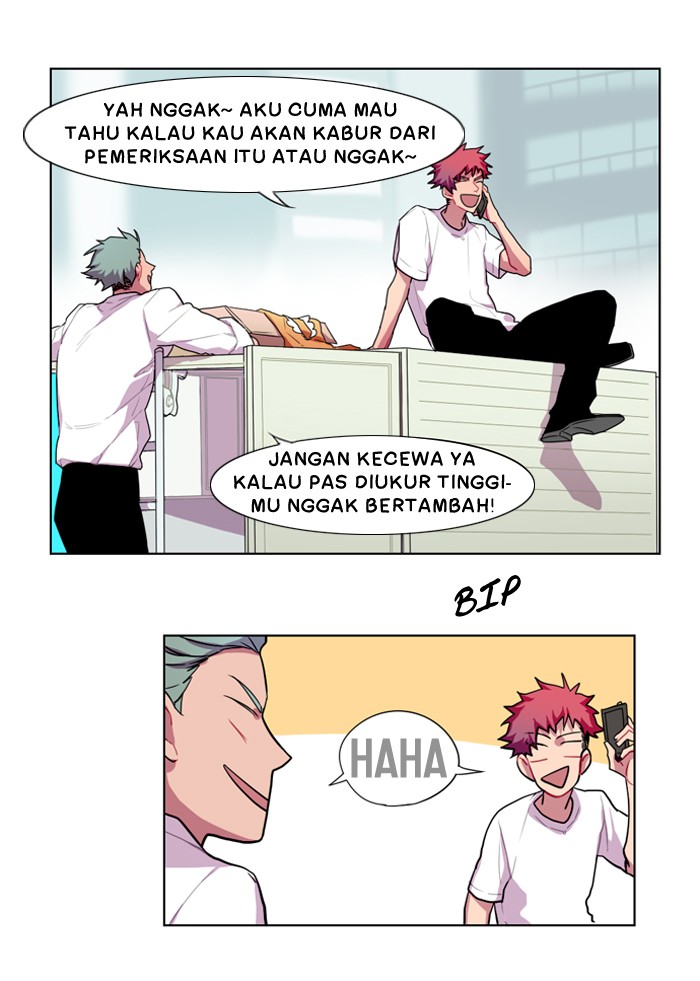 YAH NGGAK~ AKU CUMA MAU
TAHU KALAU KAU AKAN KABUR DARI
PEMERIKSAAN ITU ATAU NGGAK~
JANGAN KECEWA YA
KALAU PAS DIUKUR TINGGI-
MU NGGAK BERTAMBAH!
BIP
HAHA